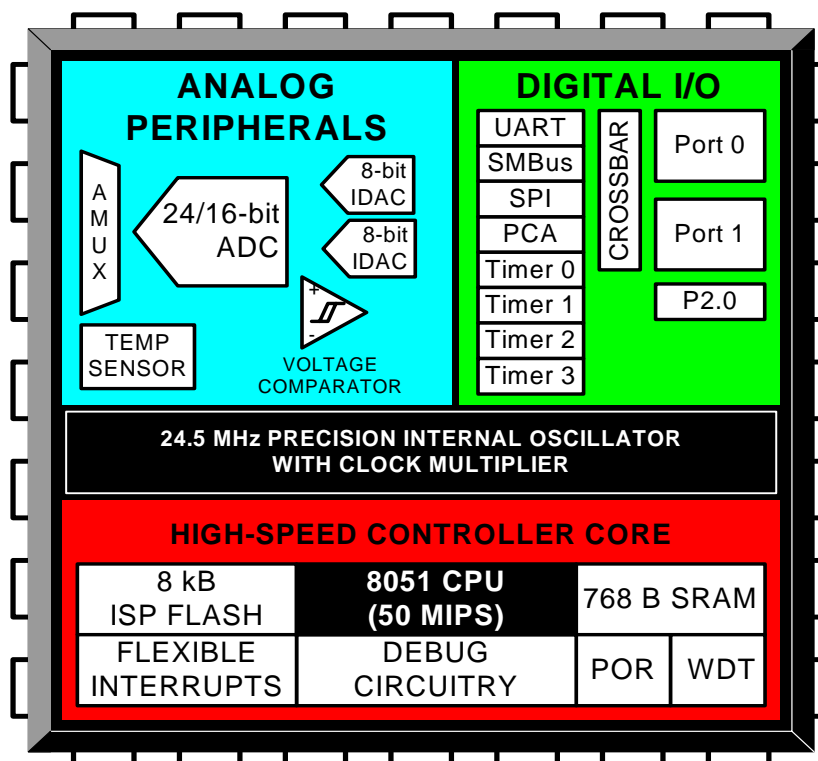 ANALOG
PERIPHERALS
A
M
U
X
24/16-bit
ADC
8-bit
IDAC
8-bit
IDAC
+
-
TEMP
SENSOR
VOLTAGE
COMPARATOR
DIGITAL I/O
UART
SMBus
SPI
PCA
Timer 0
Timer 1
Timer 2
Timer 3
CROSSBAR
Port 0
Port 1
P2.0
24.5 MHz PRECISION INTERNAL OSCILLATOR
WITH CLOCK MULTIPLIER
HIGH-SPEED CONTROLLER CORE
8 kB
ISP FLASH
8051 CPU
(50 MIPS)
768 B SRAM
FLEXIBLE
INTERRUPTS
DEBUG
CIRCUITRY
POR
WDT